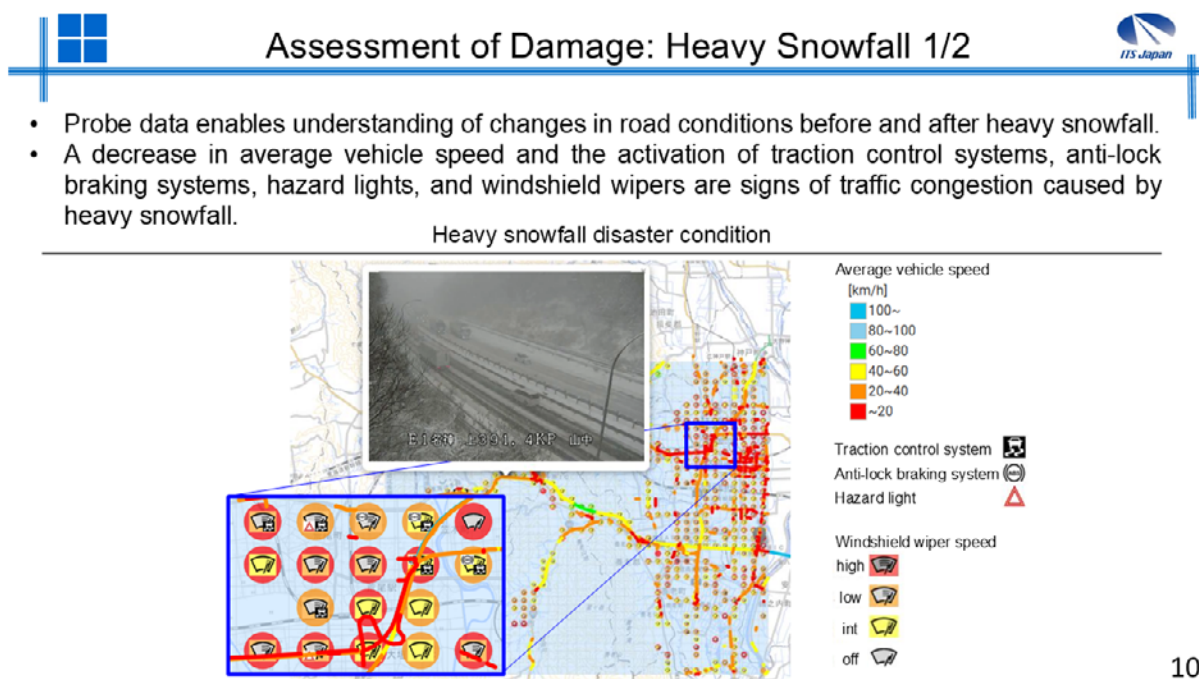 Assessment of Damage: Heavy Snowfall 1/2
ITS Japan
• Probe data enables understanding of changes in road conditions before and after heavy snowfall.
• A decrease in average vehicle speed and the activation of traction control systems, anti-lock
braking systems, hazard lights, and windshield wipers are signs of traffic congestion caused by
heavy snowfall.
Heavy snowfall disaster condition
Average vehicle speed
[km/h]
100~
80~100
60~80
40~60
20~40
~20
Traction control system
Anti-lock braking system
Hazard light
Windshield wiper speed
high
low
int
off
10